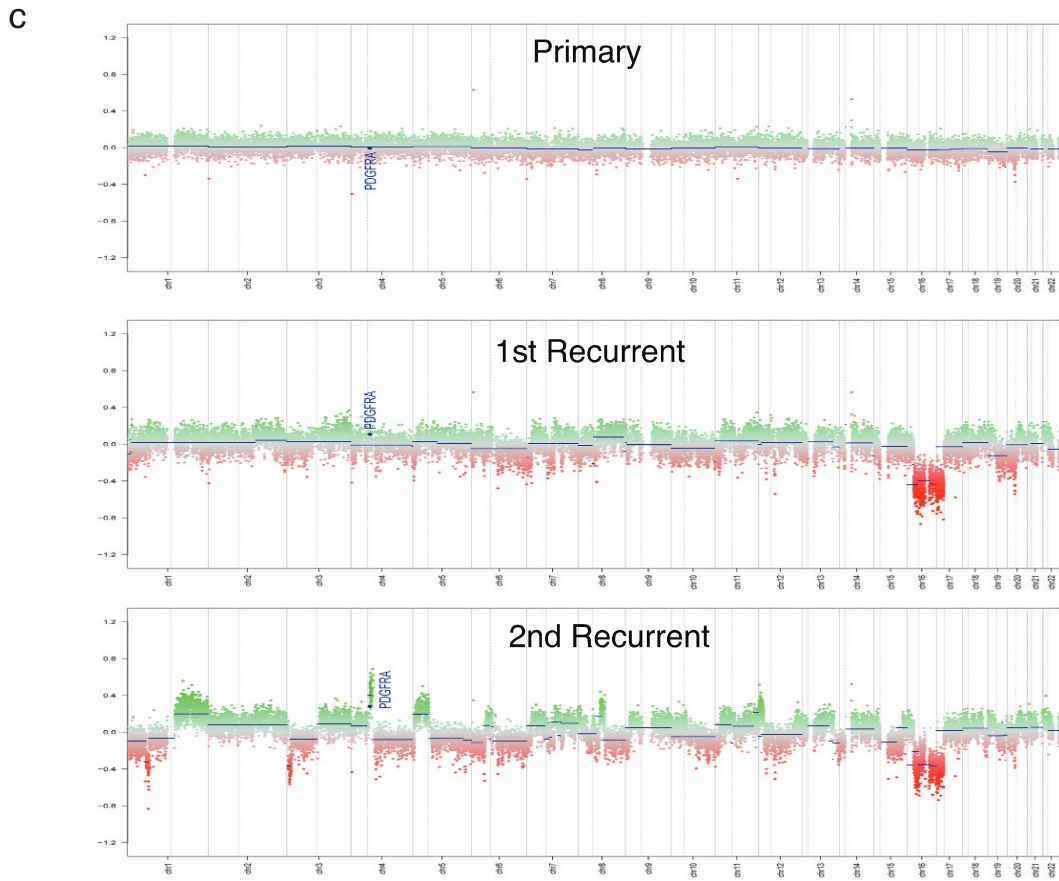 c
Primary
1.2
0.8
0.4
0.0
−0.4
−0.8
−1.2
PDGFRA
chr1 chr2 chr3 chr4 chr5 chr6 chr7 chr8 chr9 chr10 chr11 chr12 chr13 chr14 chr15 chr16 chr17 chr18 chr19 chr20 chr21 chr22
1st Recurrent
1.2
0.8
0.4
0.0
−0.4
−0.8
−1.2
PDGFRA
chr1 chr2 chr3 chr4 chr5 chr6 chr7 chr8 chr9 chr10 chr11 chr12 chr13 chr14 chr15 chr16 chr17 chr18 chr19 chr20 chr21 chr22
2nd Recurrent
1.2
0.8
0.4
0.0
−0.4
−0.8
−1.2
PDGFRA
chr1 chr2 chr3 chr4 chr5 chr6 chr7 chr8 chr9 chr10 chr11 chr12 chr13 chr14 chr15 chr16 chr17 chr18 chr19 chr20 chr21 chr22